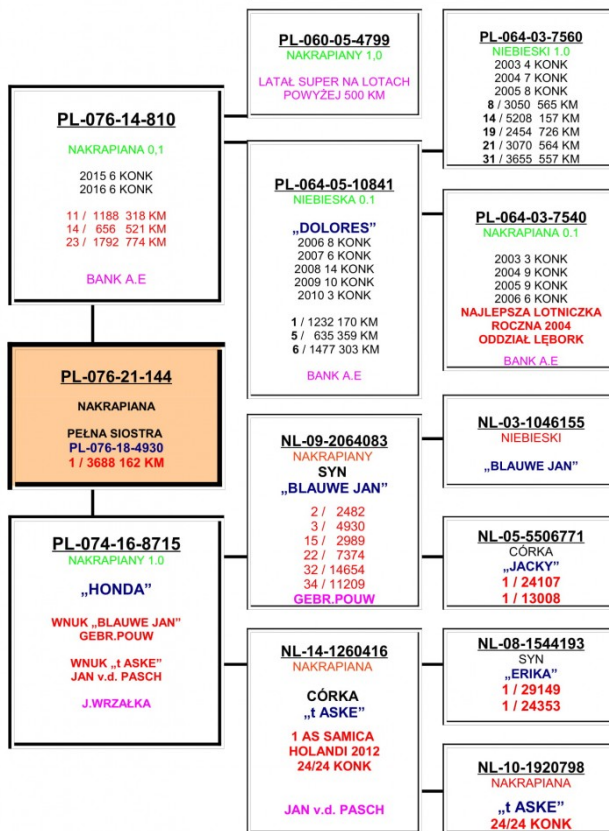 PL-076-14-810
NAKRAPIANA 0,1
2015 6 KONK
2016 6 KONK
11 / 1188 318 KM
14 / 656 521 KM
23 / 1792 774 KM
BANK A.E
PL-076-21-144
NAKRAPIANA
PEŁNA SIOSTRA
PL-076-18-4930
1 / 3688 162 KM
PL-074-16-8715
NAKRAPIANY 1.0
„HONDA”
WNUK „BLAUWE JAN”
GEBR.POUW
WNUK „t ASKE”
JAN v.d. PASCH
J.WRZAŁKA
PL-060-05-4799
NAKRAPIANY 1,0
LATAŁ SUPER NA LOTACH
POWYŻEJ 500 KM
PL-064-05-10841
NIEBIESKA 0.1
„DOLORES”
2006 8 KONK
2007 6 KONK
2008 14 KONK
2009 10 KONK
2010 3 KONK
1 / 1232 170 KM
5 / 635 359 KM
6 / 1477 303 KM
BANK A.E
NL-09-2064083
NAKRAPIANY
SYN
„BLAUWE JAN”
2 / 2482
3 / 4930
15 / 2989
22 / 7374
32 / 14654
34 / 11209
GEBR.POUW
NL-14-1260416
NAKRAPIANA
CÓRKA
„t ASKE”
1 AS SAMICA
HOLANDI 2012
24/24 KONK
JAN v.d. PASCH
PL-064-03-7560
NIEBIESKI 1.0
2003 4 KONK
2004 7 KONK
2005 8 KONK
8 / 3050 565 KM
14 / 5208 157 KM
19 / 2454 726 KM
21 / 3070 564 KM
31 / 3655 557 KM
PL-064-03-7540
NAKRAPIANA 0.1
2003 3 KONK
2004 9 KONK
2005 9 KONK
2006 6 KONK
NAJLEPSZA LOTNICZKA
ROCZNA 2004
ODDZIAŁ LĘBORK
BANK A.E
NL-03-1046155
NIEBIESKI
„BLAUWE JAN”
NL-05-5506771
CÓRKA
„JACKY”
1 / 24107
1 / 13008
NL-08-1544193
SYN
„ERIKA”
1 / 29149
1 / 24353
NL-10-1920798
NAKRAPIANA
„t ASKE”
24/24 KONK